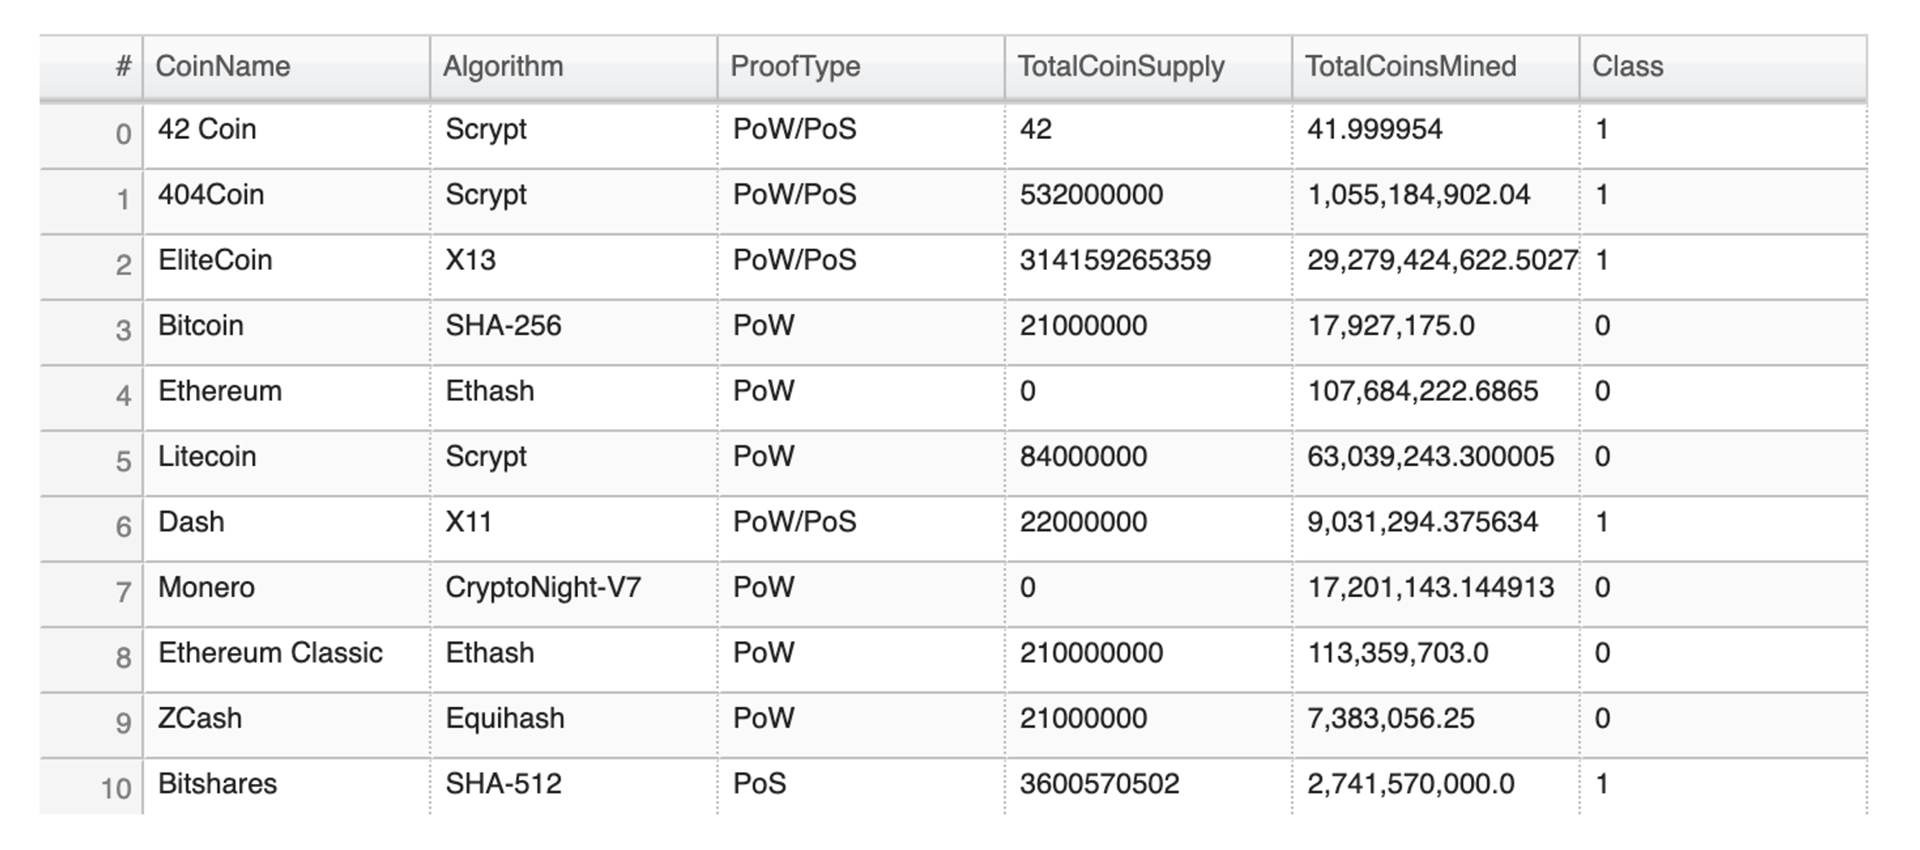 # CoinName Algorithm ProofType TotalCoinSupply TotalCoinsMined Class
0 42 Coin Scrypt PoW/PoS 42 41.999954 1
1 404Coin Scrypt PoW/PoS 532000000 1,055,184,902.04 1
2 EliteCoin X13 PoW/PoS 314159265359 29,279,424,622.5027 1
3 Bitcoin SHA-256 PoW 21000000 17,927,175.0 0
4 Ethereum Ethash PoW 0 107,684,222.6865 0
5 Litecoin Scrypt PoW 84000000 63,039,243.300005 0
6 Dash X11 PoW/PoS 22000000 9,031,294.375634 1
7 Monero CryptoNight-V7 PoW 0 17,201,143.144913 0
8 Ethereum Classic Ethash PoW 210000000 113,359,703.0 0
9 ZCash Equihash PoW 21000000 7,383,056.25 0
10 Bitshares SHA-512 PoS 3600570502 2,741,570,000.0 1